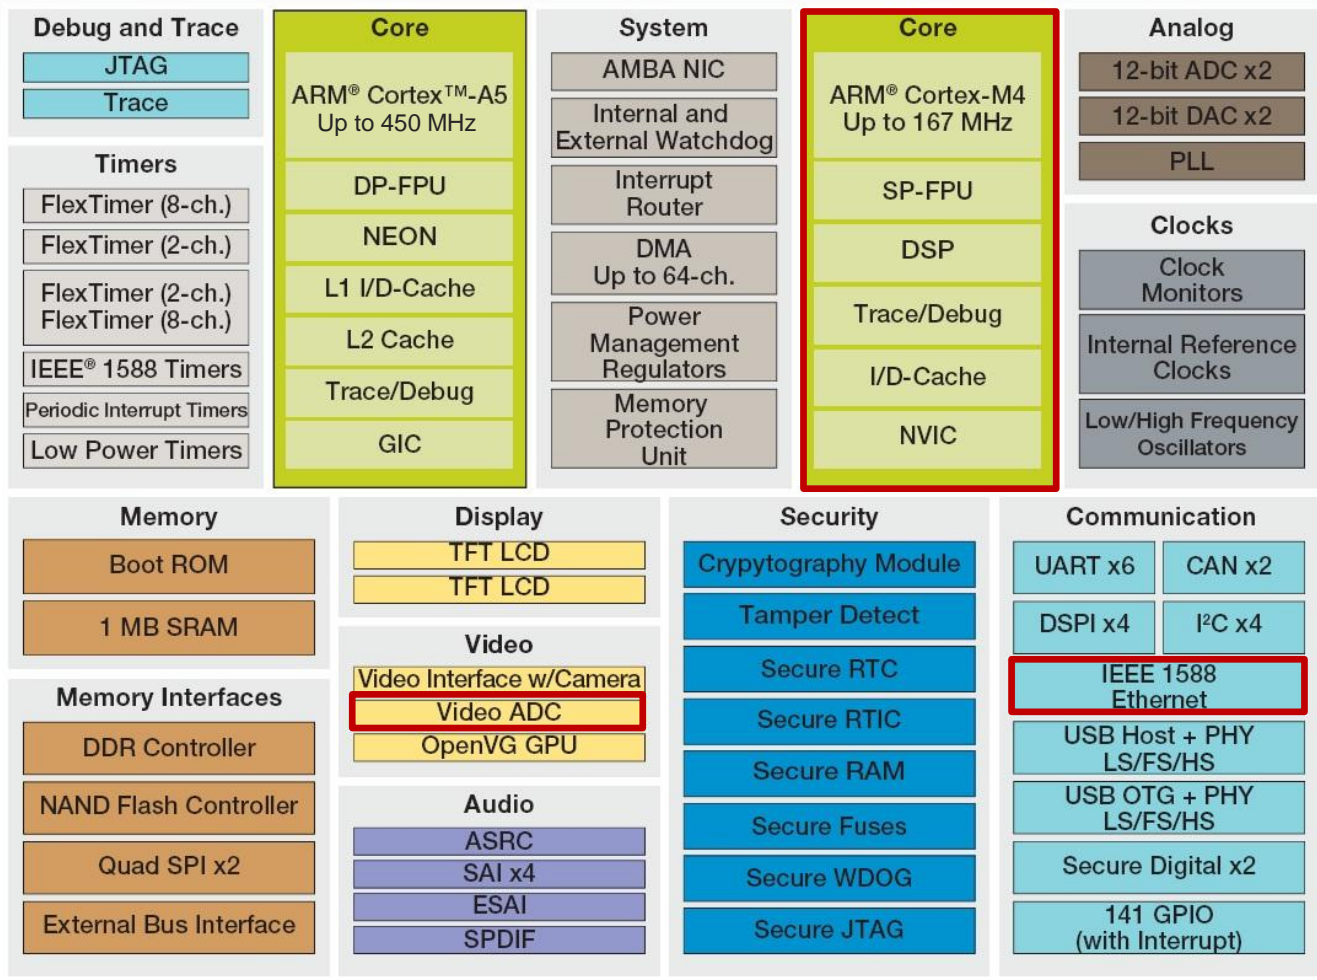 Debug and Trace
JTAG
Trace
Timers
FlexTimer (8-ch.)
FlexTimer (2-ch.)
FlexTimer (2-ch.)
FlexTimer (8-ch.)
IEEE® 1588 Timers
Periodic Interrupt Timers
Low Power Timers
Core
ARM® Cortex™-A5
Up to 450 MHz
DP-FPU
NEON
L1 I/D-Cache
L2 Cache
Trace/Debug
GIC
System
AMBA NIC
Internal and
External Watchdog
Interrupt
Router
DMA
Up to 64-ch.
Power
Management
Regulators
Memory
Protection
Unit
Core
ARM® Cortex-M4
Up to 167 MHz
SP-FPU
DSP
Trace/Debug
I/D-Cache
NVIC
Analog
12-bit ADC x2
12-bit DAC x2
PLL
Clocks
Clock
Monitors
Internal Reference
Clocks
Low/High Frequency
Oscillators
Memory
Boot ROM
1 MB SRAM
Memory Interfaces
DDR Controller
NAND Flash Controller
Quad SPI x2
External Bus Interface
Display
TFT LCD
TFT LCD
Video
Video Interface w/Camera
Video ADC
OpenVG GPU
Audio
ASRC
SAI x4
ESAI
SPDIF
Security
Crypytography Module
Tamper Detect
Secure RTC
Secure RTIC
Secure RAM
Secure Fuses
Secure WDOG
Secure JTAG
Communication
UART x6
CAN x2
DSPI x4
I²C x4
IEEE 1588
Ethernet
USB Host + PHY
LS/FS/HS
USB OTG + PHY
LS/FS/HS
Secure Digital x2
141 GPIO
(with Interrupt)